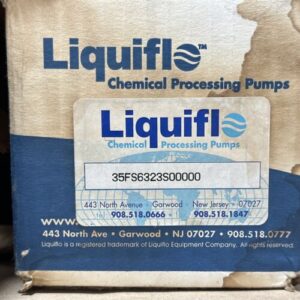 Liquiflo™
Chemical Processing Pumps
Liquiflo
Chemical Processing Pumps
35FS6323S00000
443 North Avenue - Garwood - New Jersey - 07027
908.518.0666 • 908.518.1847
www.
443 North Ave • Garwood • NJ 07027 • 908.518.0777
Liquiflo is a registered trademark of Liquiflo Equipment Company. All rights reserved.